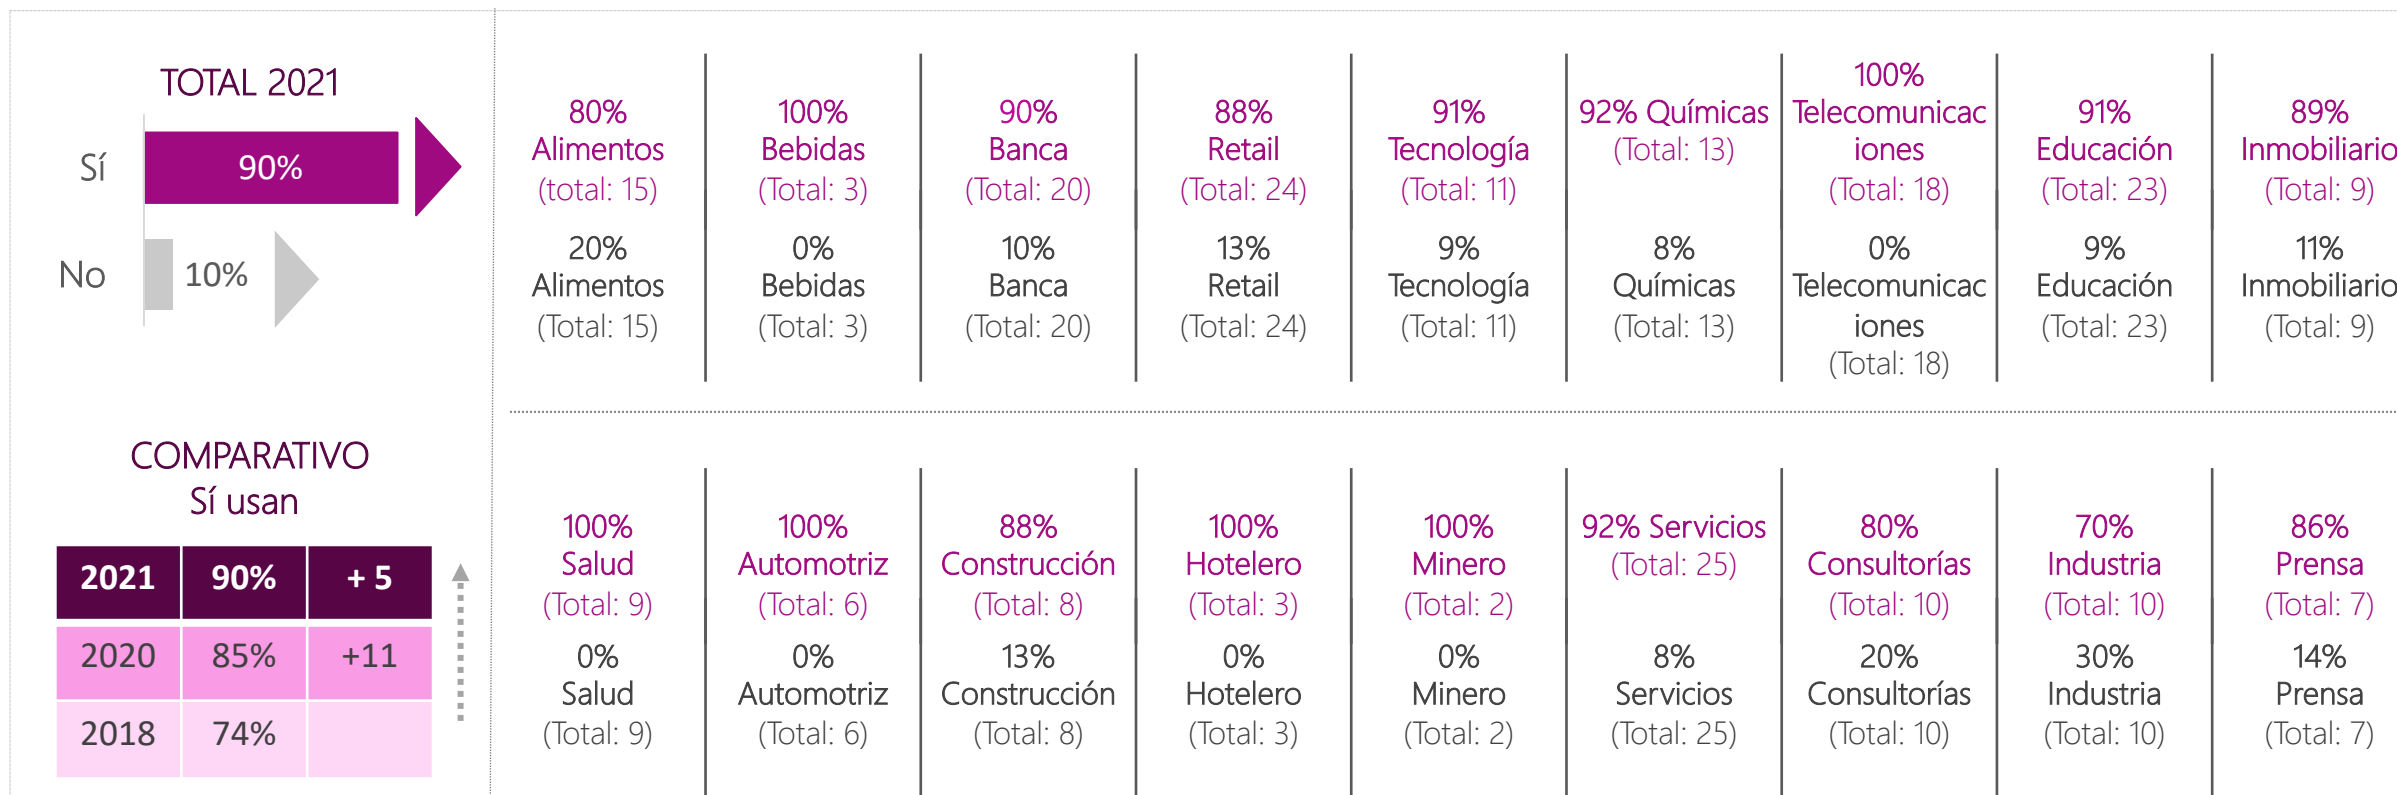 TOTAL 2021
Sí
90%
No
10%
80%
Alimentos
(total: 15)
20%
Alimentos
(Total: 15)
100%
Bebidas
(Total: 3)
0%
Bebidas
(Total: 3)
90%
Banca
(Total: 20)
10%
Banca
(Total: 20)
88%
Retail
(Total: 24)
13%
Retail
(Total: 24)
91%
Tecnología
(Total: 11)
9%
Tecnología
(Total: 11)
92% Químicas
(Total: 13)
8%
Químicas
(Total: 13)
100%
Telecomunicac
iones
(Total: 18)
0%
Telecomunicac
iones
(Total: 18)
91%
Educación
(Total: 23)
9%
Educación
(Total: 23)
89%
Inmobiliario
(Total: 9)
11%
Inmobiliario
(Total: 9)
COMPARATIVO
Sí usan
2021 90% + 5
2020 85% +11
2018 74%
100%
Salud
(Total: 9)
0%
Salud
(Total: 9)
100%
Automotriz
(Total: 6)
0%
Automotriz
(Total: 6)
88%
Construcción
(Total: 8)
13%
Construcción
(Total: 8)
100%
Hotelero
(Total: 3)
0%
Hotelero
(Total: 3)
100%
Minero
(Total: 2)
0%
Minero
(Total: 2)
92% Servicios
(Total: 25)
8%
Servicios
(Total: 25)
80%
Consultorías
(Total: 10)
20%
Consultorías
(Total: 10)
70%
Industria
(Total: 10)
30%
Industria
(Total: 10)
86%
Prensa
(Total: 7)
14%
Prensa
(Total: 7)